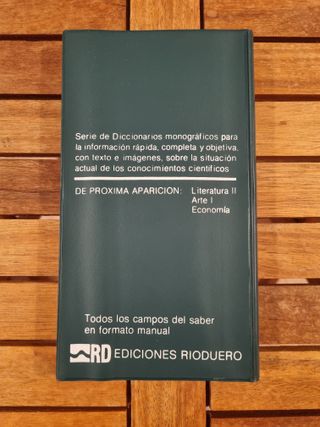 Serie de Diccionarios monográficos para
la información rápida, completa y objetiva,
con texto e imágenes, sobre la situación
actual de los conocimientos científicos
DE PROXIMA APARICION: Literatura II
Arte I
Economía
Todos los campos del saber
en formato manual
RD EDICIONES RIODUERO